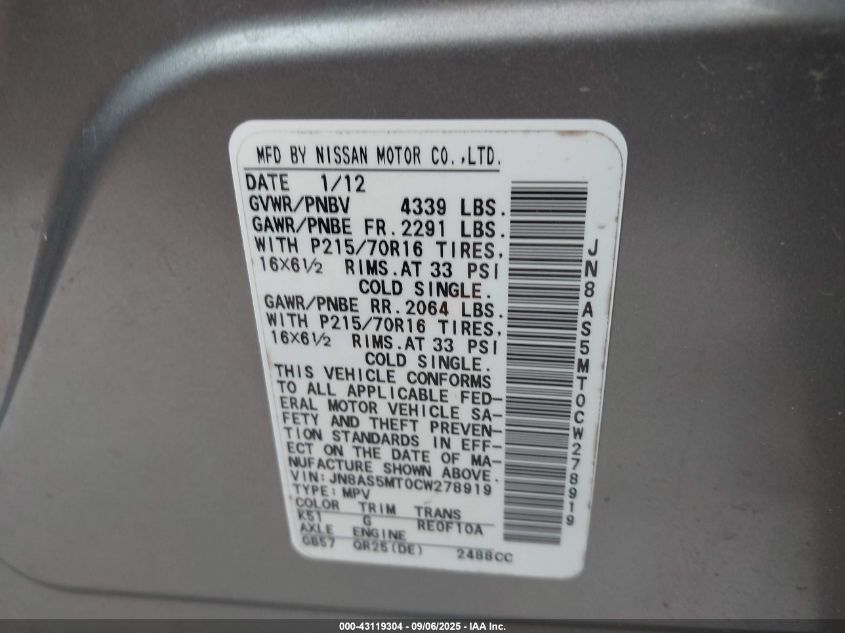 MFD BY NISSAN MOTOR CO.,LTD.
DATE 1/12
GVWR/PNBV 4339 LBS.
GAWR/PNBE FR. 2291 LBS.
WITH P215/70R16 TIRES,
16X6½ RIMS.AT 33 PSI
COLD SINGLE.
GAWR/PNBE RR. 2064 LBS.
WITH P215/70R16 TIRES,
16X6½ RIMS.AT 33 PSI
COLD SINGLE.
THIS VEHICLE CONFORMS
TO ALL APPLICABLE FED-
ERAL MOTOR VEHICLE SA-
FETY AND THEFT PREVEN-
TION STANDARDS IN EFF-
ECT ON THE DATE OF MA-
NUFACTURE SHOWN ABOVE.
VIN: JN8AS5MT0CW278919
TYPE: MPV
COLOR TRIM TRANS
K51 G RE0F10A
AXLE ENGINE
GB57 QR25(DE) 2488CC
JN8AS5MT0CW278919
000-43119304 - 09/06/2025 - IAA Inc.